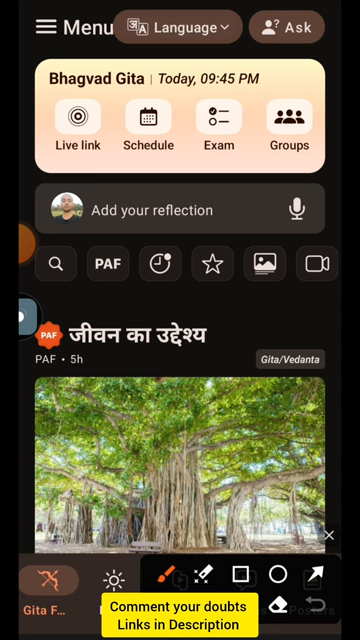 Menu
Language
Ask
Bhagvad Gita | Today, 09:45 PM
Live link
Schedule
Exam
Groups
Add your reflection
PAF
PAF
जीवन का उद्देश्य
PAF • 5h
Gita/Vedanta
Gita F...
Comment your doubts
Links in Description